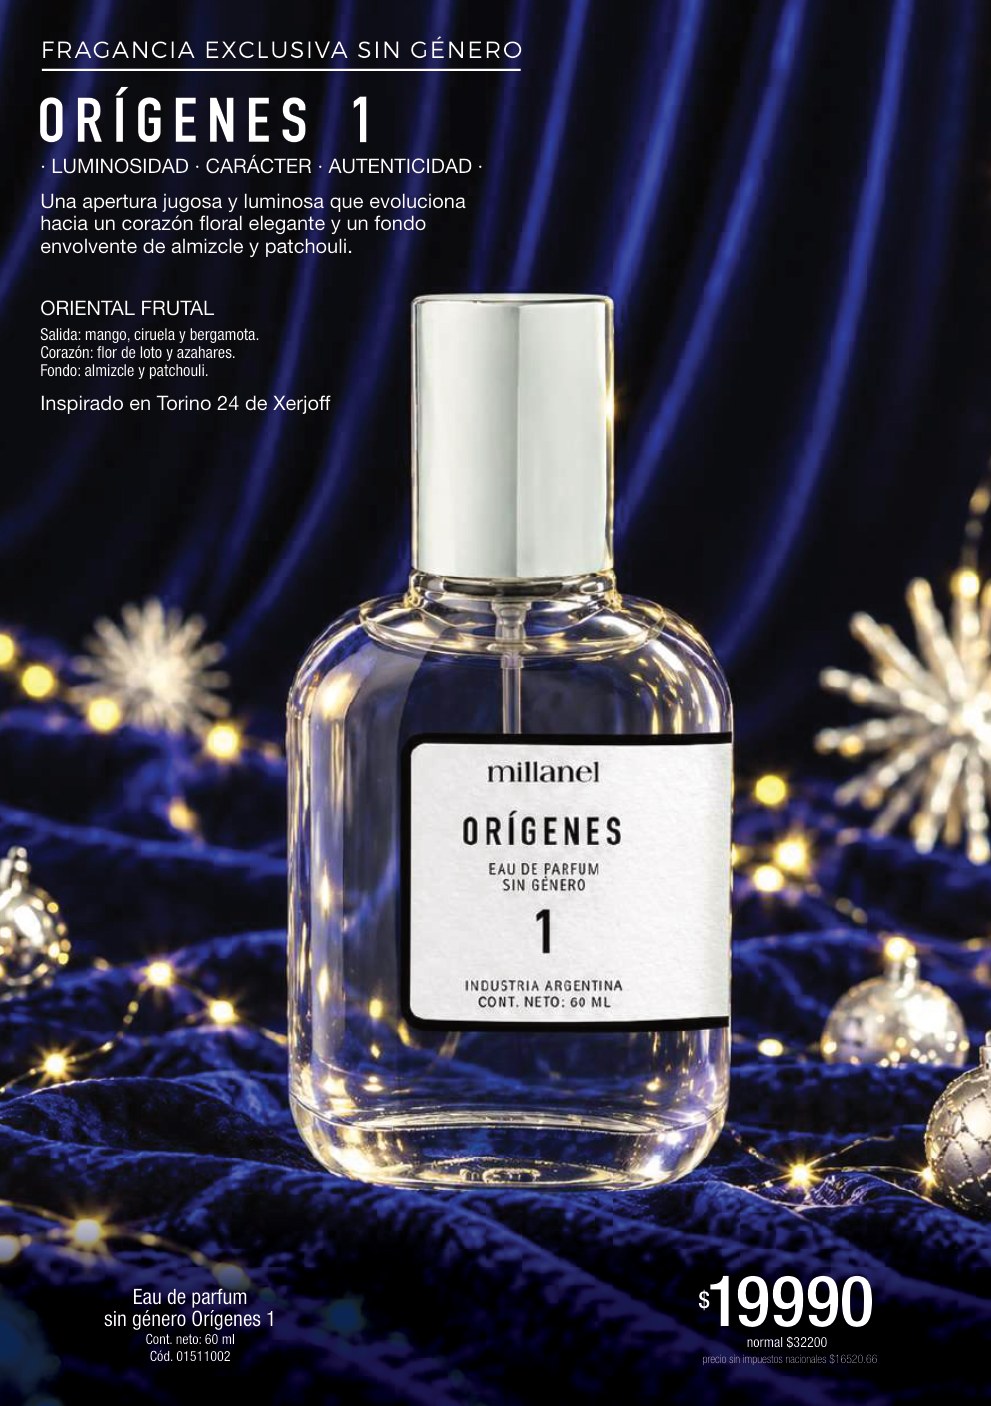 FRAGANCIA EXCLUSIVA SIN GÉNERO
ORÍGENES 1
· LUMINOSIDAD · CARÁCTER · AUTENTICIDAD ·
Una apertura jugosa y luminosa que evoluciona
hacia un corazón floral elegante y un fondo
envolvente de almizcle y patchouli.
ORIENTAL FRUTAL
Salida: mango, ciruela y bergamota.
Corazón: flor de loto y azahares.
Fondo: almizcle y patchouli.
Inspirado en Torino 24 de Xerjoff
millanel
ORÍGENES
EAU DE PARFUM
SIN GÉNERO
1
INDUSTRIA ARGENTINA
CONT. NETO: 60 ML
Eau de parfum
sin género Orígenes 1
Cont. neto: 60 ml
Cód. 01511002
$19990
normal $32200
precio sin impuestos nacionales $16520.66